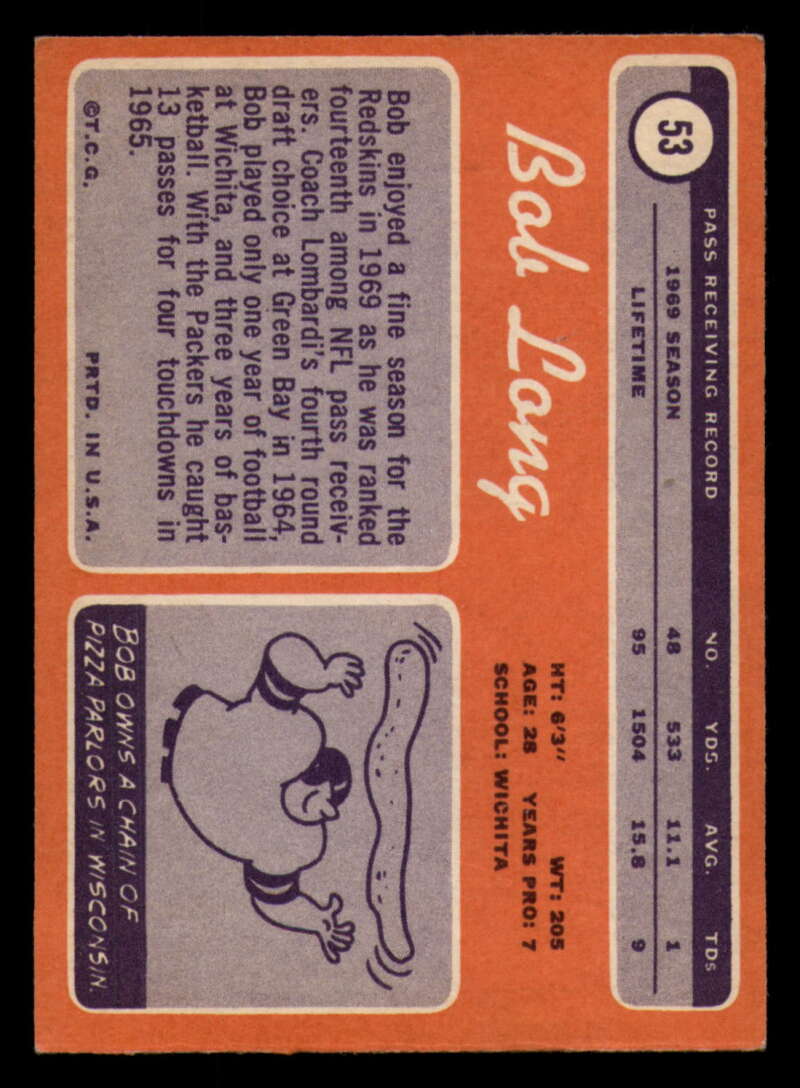 53
PASS RECEIVING RECORD NO. YDS. AVG. TDs
1969 SEASON 48 533 11.1 1
LIFETIME 95 1504 15.8 9
Bob Long
HT: 6'3" WT: 205
AGE: 28 YEARS PRO: 7
SCHOOL: WICHITA
Bob enjoyed a fine season for the
Redskins in 1969 as he was ranked
fourteenth among NFL pass receiv-
ers. Coach Lombardi's fourth round
draft choice at Green Bay in 1964,
Bob played only one year of football
at Wichita, and three years of bas-
ketball. With the Packers he caught
13 passes for four touchdowns in
1965.
©T.C.G. PRTD. IN U.S.A.
BOB OWNS A CHAIN OF
PIZZA PARLORS IN WISCONSIN.